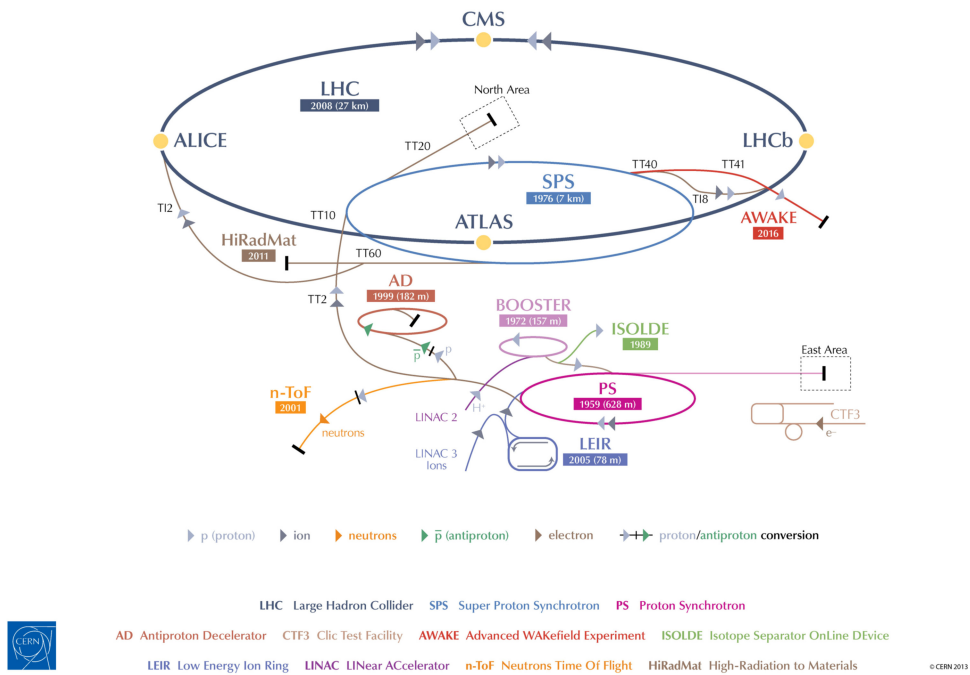 CMS
LHC
2008 (27 km)
North Area
ALICE
LHCb
TT20
TT40
TT41
SPS
1976 (7 km)
TI8
TI2
TT10
ATLAS
AWAKE
2016
HiRadMat
2011
TT60
AD
1999 (182 m)
TT2
BOOSTER
1972 (157 m)
ISOLDE
1989
p̅
p
East Area
n-ToF
2001
PS
1959 (628 m)
H⁺
LINAC 2
neutrons
CTF3
e⁻
LEIR
2005 (78 m)
LINAC 3
Ions
p (proton) ion neutrons p̅ (antiproton) electron proton/antiproton conversion
LHC Large Hadron Collider SPS Super Proton Synchrotron PS Proton Synchrotron
AD Antiproton Decelerator CTF3 Clic Test Facility AWAKE Advanced WAKefield Experiment ISOLDE Isotope Separator OnLine DEvice
LEIR Low Energy Ion Ring LINAC LINear ACcelerator n-ToF Neutrons Time Of Flight HiRadMat High-Radiation to Materials
CERN
© CERN 2013